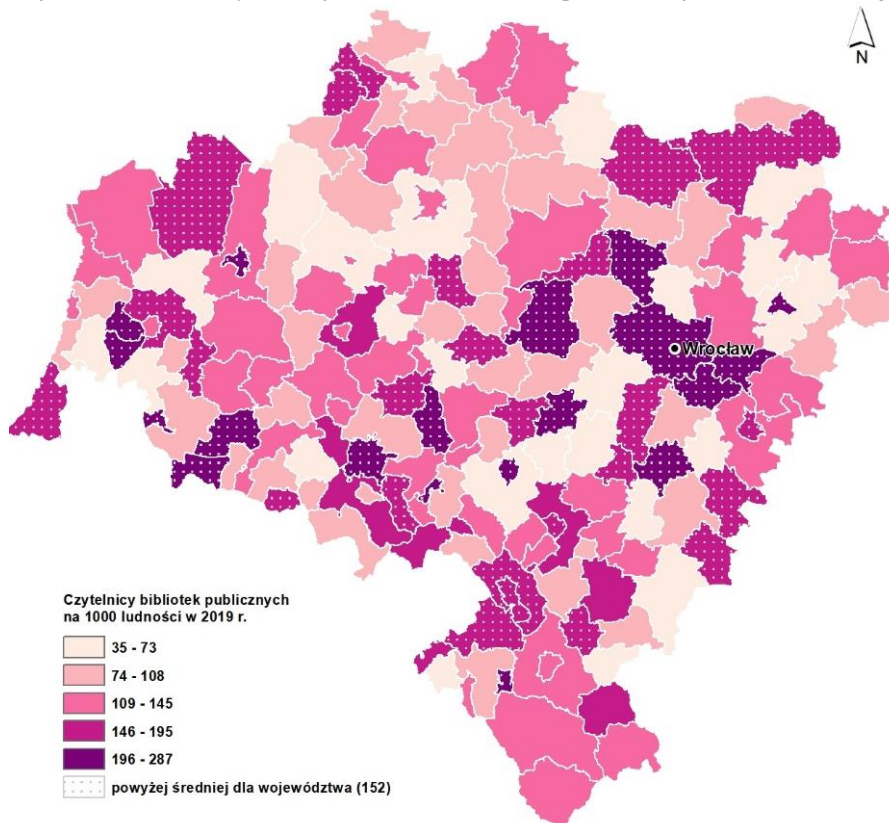 N
Wrocław
Czytelnicy bibliotek publicznych
na 1000 ludności w 2019 r.
35 - 73
74 - 108
109 - 145
146 - 195
196 - 287
powyżej średniej dla województwa (152)